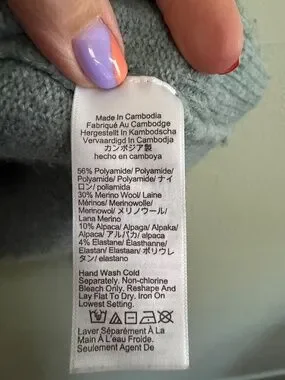 Made In Cambodia
Fabriqué Au Cambodge
Hergestellt In Kambodscha
Vervaardigd In Cambodja
カンボジア製
hecho en camboya
56% Polyamide/ Polyamide/
Polyamide/ Polyamide/ ナイ
ロン/ poliamida
30% Merino Wool/ Laine
Mérinos/ Merinowolle/
Merinowol/ メリノウール/
Lana Merino
10% Alpaca/ Alpaga/ Alpaka/
Alpaca/ アルパカ/ alpaca
4% Elastane/ Elasthanne/
Elastan/ Elastaan/ ポリウレ
タン/ elastano
Hand Wash Cold
Separately. Non-chlorine
Bleach Only. Reshape And
Lay Flat To Dry. Iron On
Lowest Setting.
Laver Séparément À La
Main À L'eau Froide.
Seulement Agent De